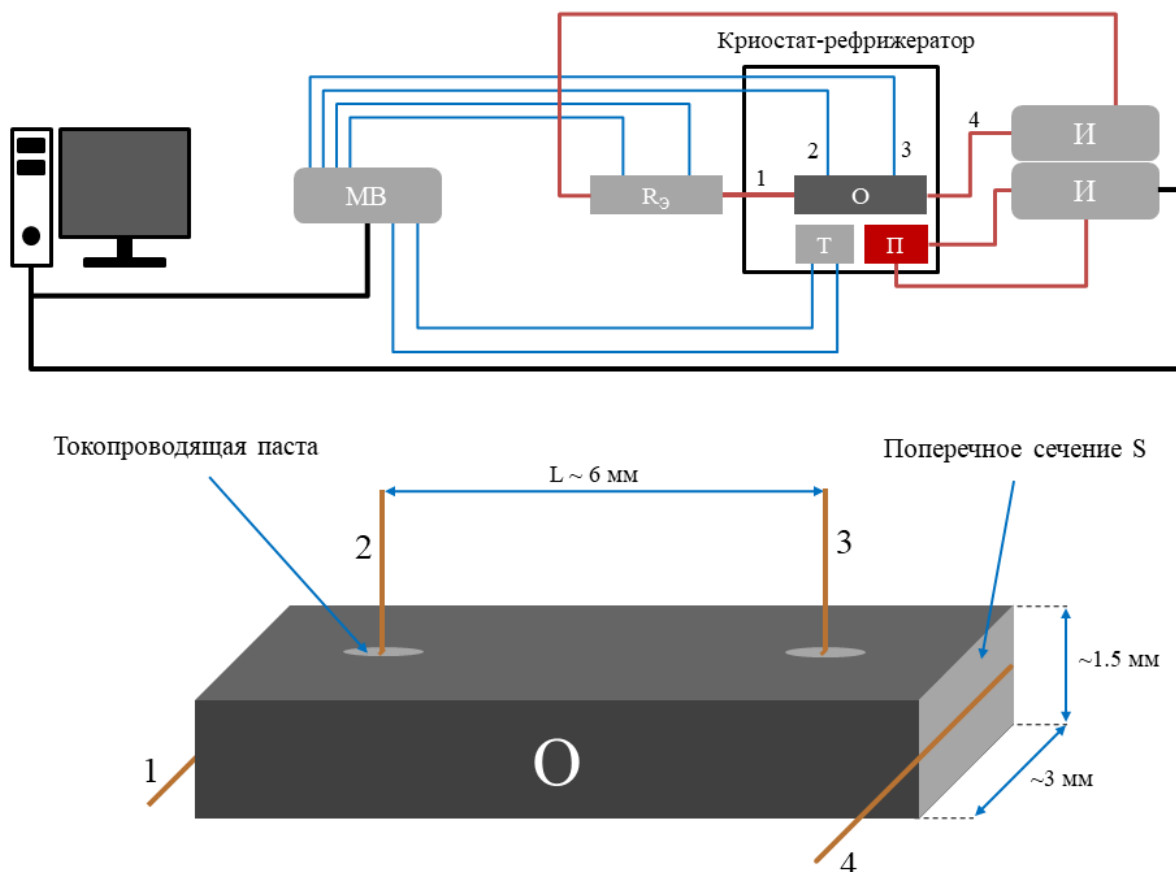 Криостат-рефрижератор
4
И
2
3
МВ
1
RЭ
О
И
Т
П
Токопроводящая паста
Поперечное сечение S
L ~ 6 мм
2
3
~1.5 мм
О
1
~3 мм
4